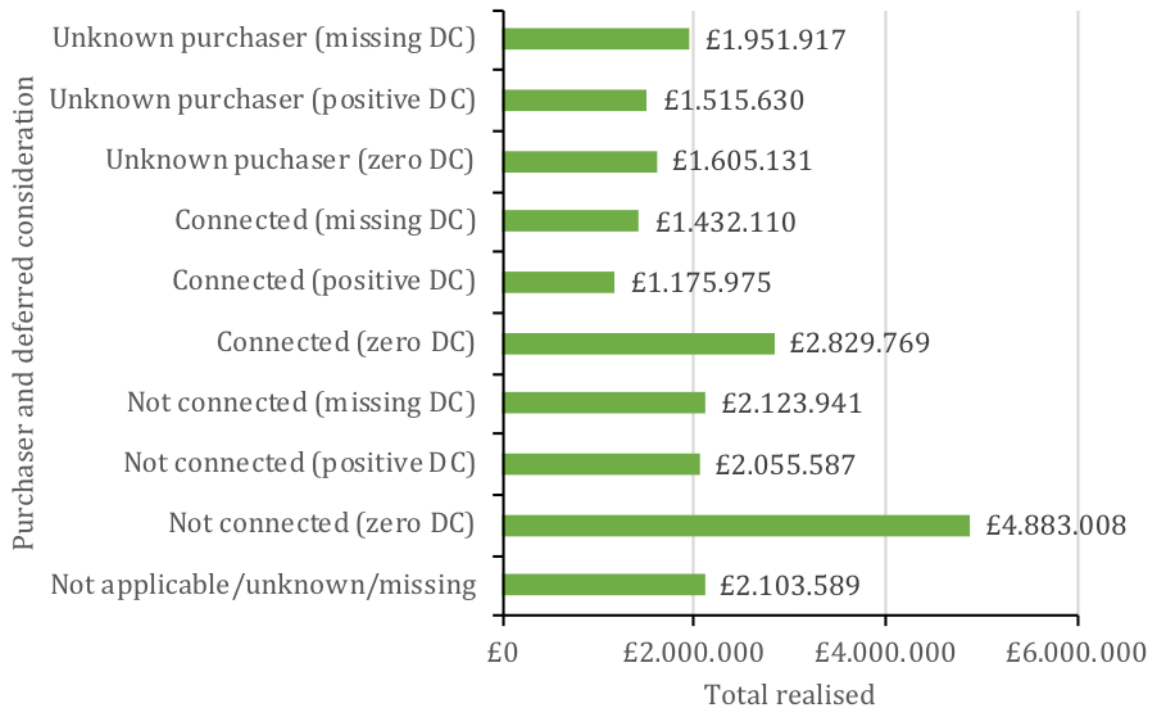 Purchaser and deferred consideration
Unknown purchaser (missing DC)
£1.951.917
Unknown purchaser (positive DC)
£1.515.630
Unknown puchaser (zero DC)
£1.605.131
Connected (missing DC)
£1.432.110
Connected (positive DC)
£1.175.975
Connected (zero DC)
£2.829.769
Not connected (missing DC)
£2.123.941
Not connected (positive DC)
£2.055.587
Not connected (zero DC)
£4.883.008
Not applicable/unknown/missing
£2.103.589
£0
£2.000.000
£4.000.000
£6.000.000
Total realised